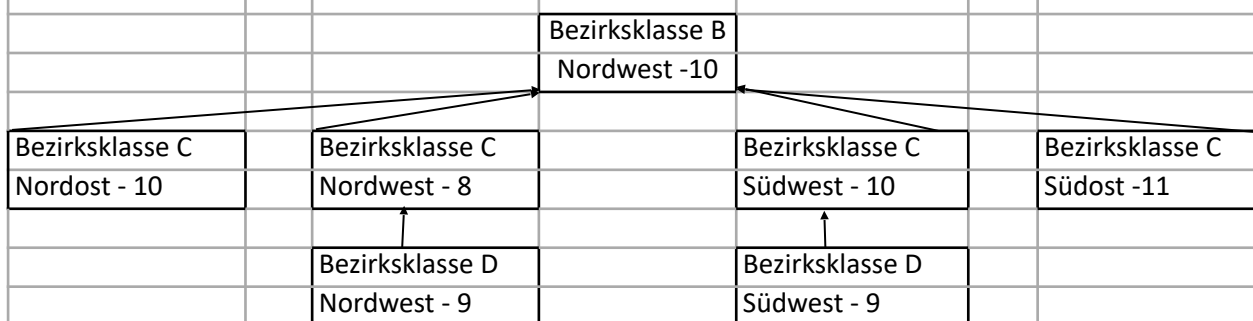 Bezirksklasse B
Nordwest -10
Bezirksklasse C
Nordost - 10
Bezirksklasse C
Nordwest - 8
Bezirksklasse C
Südwest - 10
Bezirksklasse C
Südost -11
Bezirksklasse D
Nordwest - 9
Bezirksklasse D
Südwest - 9